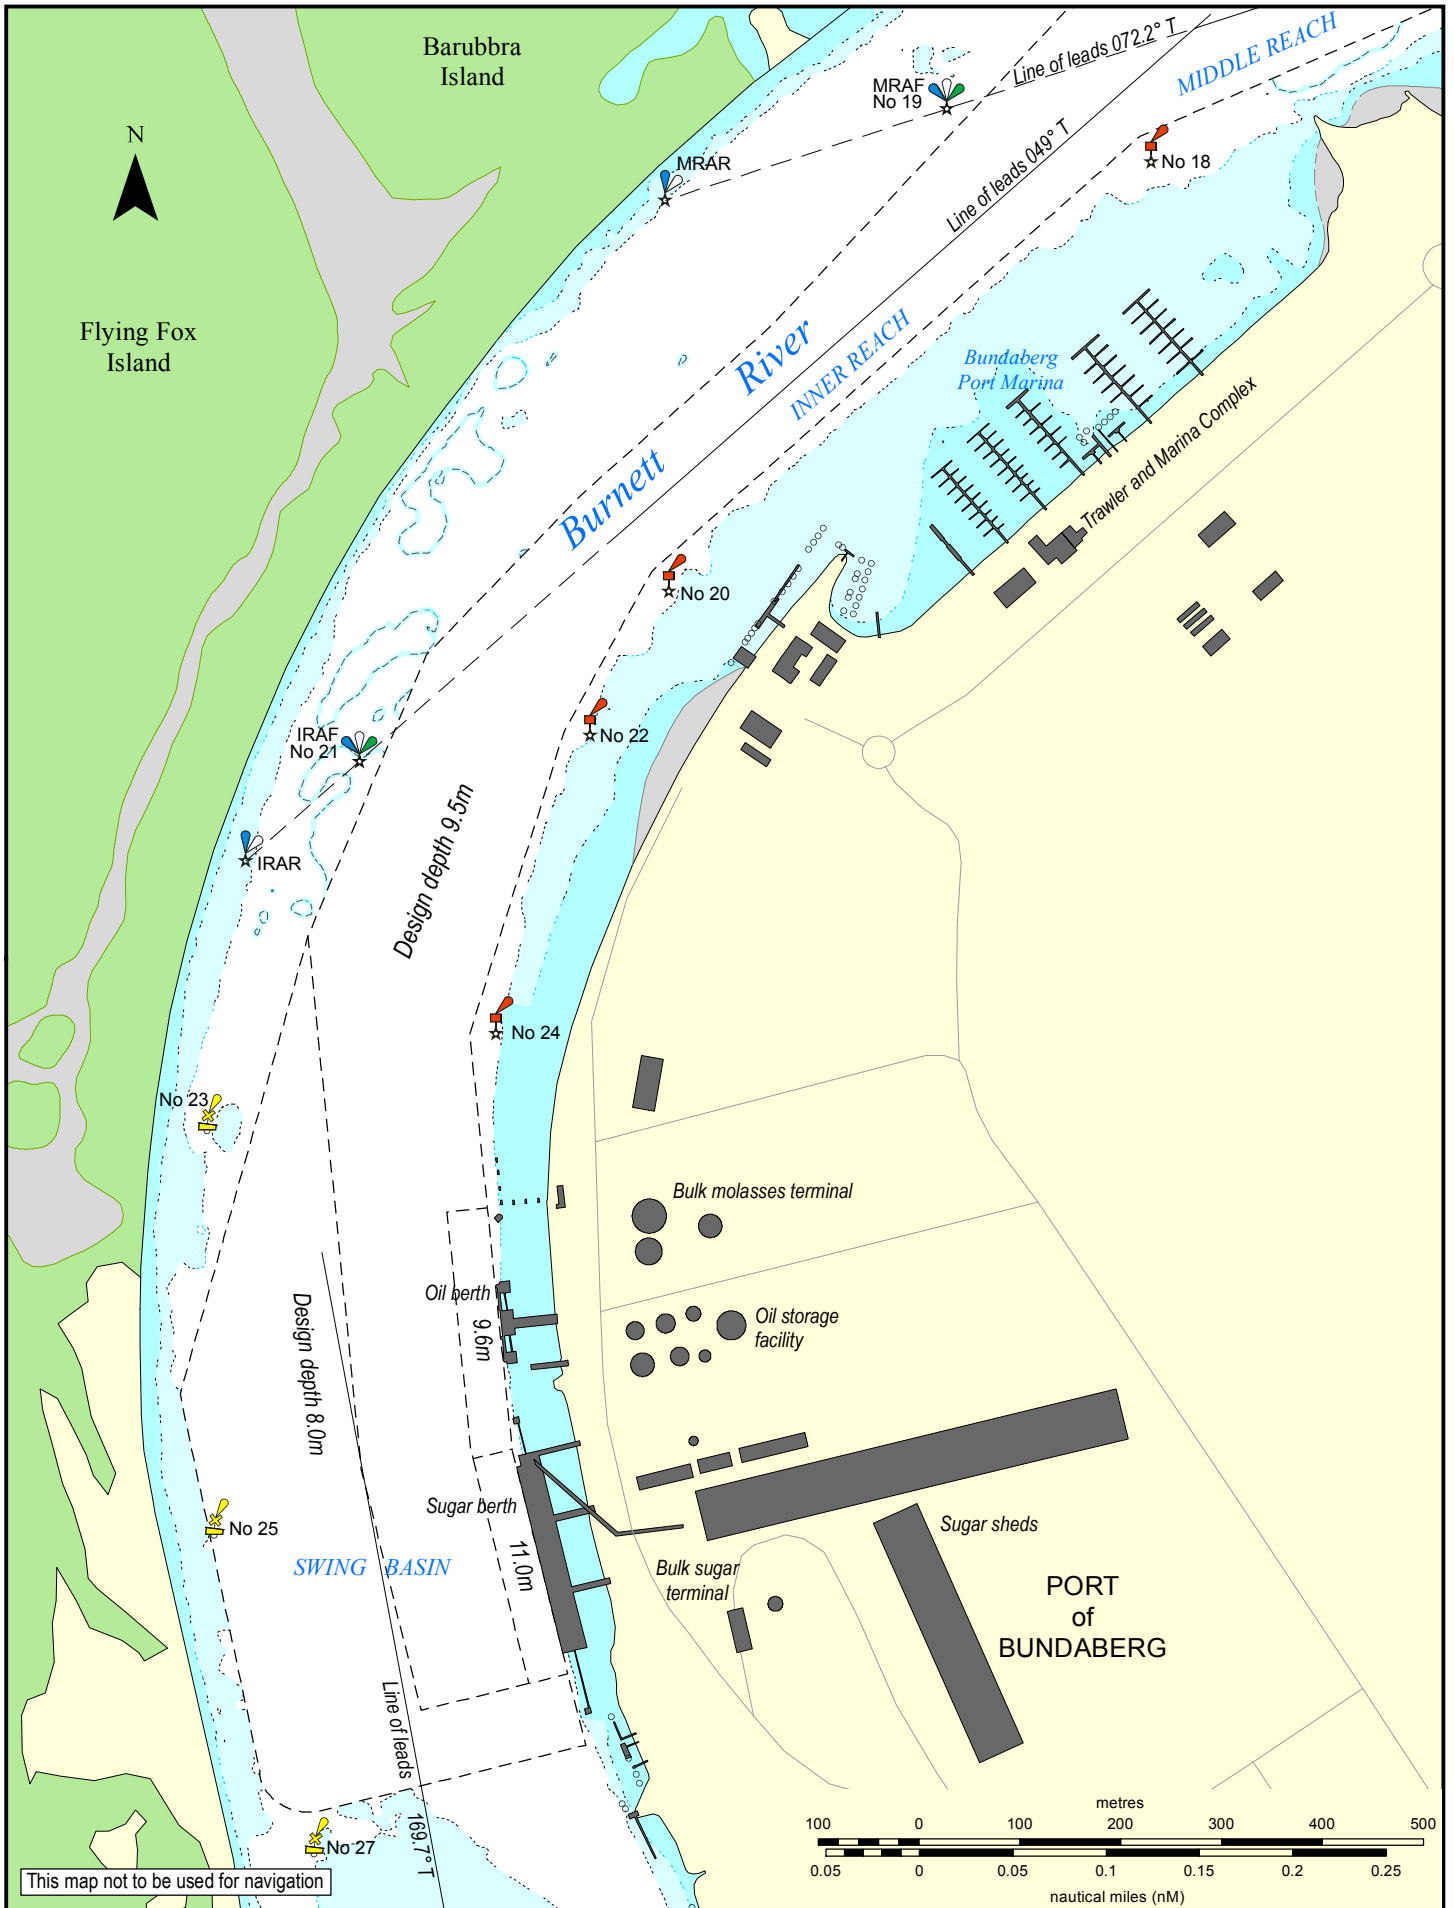 Barubbra
Island
N
MRAF
No 19
Line of leads 072.2° T
MIDDLE REACH
MRAR
No 18
Line of leads 049° T
Flying Fox
Island
Burnett River
INNER REACH
Bundaberg
Port Marina
Trawler and Marina Complex
No 20
IRAF
No 21
No 22
IRAR
Design depth 9.5m
No 24
No 23
Bulk molasses terminal
Oil berth
9.6m
Oil storage
facility
Design depth 8.0m
Sugar berth
No 25
Sugar sheds
SWING BASIN
11.0m
Bulk sugar
terminal
PORT
of
BUNDABERG
Line of leads 169.7° T
No 27
This map not to be used for navigation
metres
100 0 100 200 300 400 500
0.05 0 0.05 0.1 0.15 0.2 0.25
nautical miles (nM)